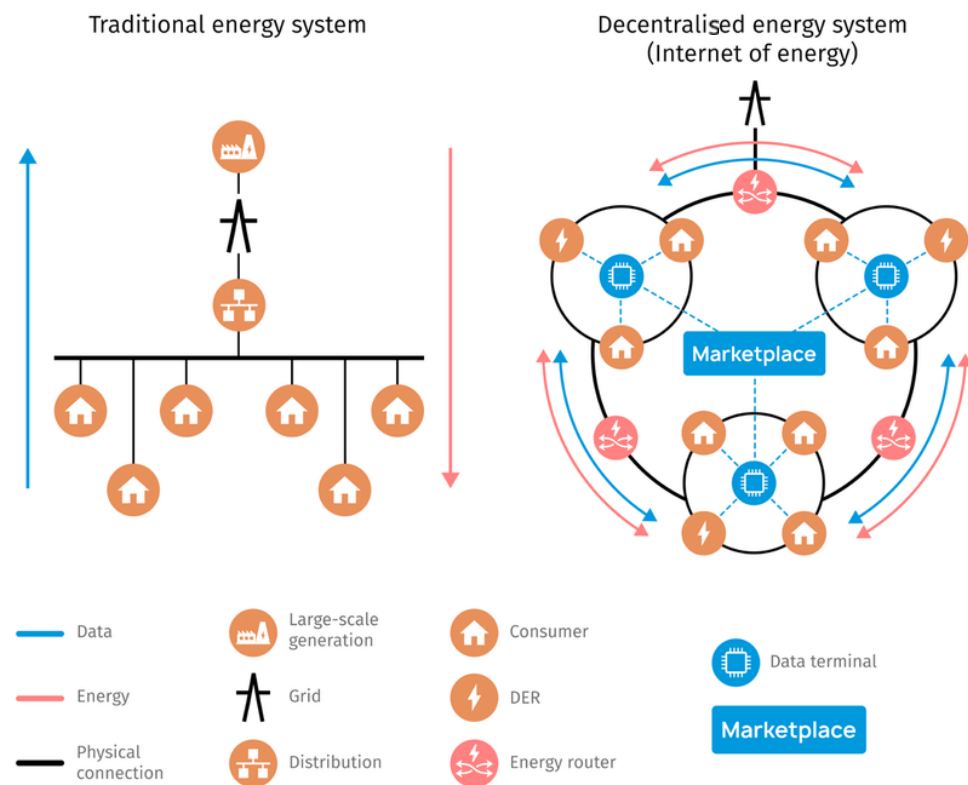 Traditional energy system
Decentralised energy system
(Internet of energy)
Marketplace
Data
Large-scale
generation
Consumer
Data terminal
Energy
Grid
DER
Marketplace
Physical
connection
Distribution
Energy router